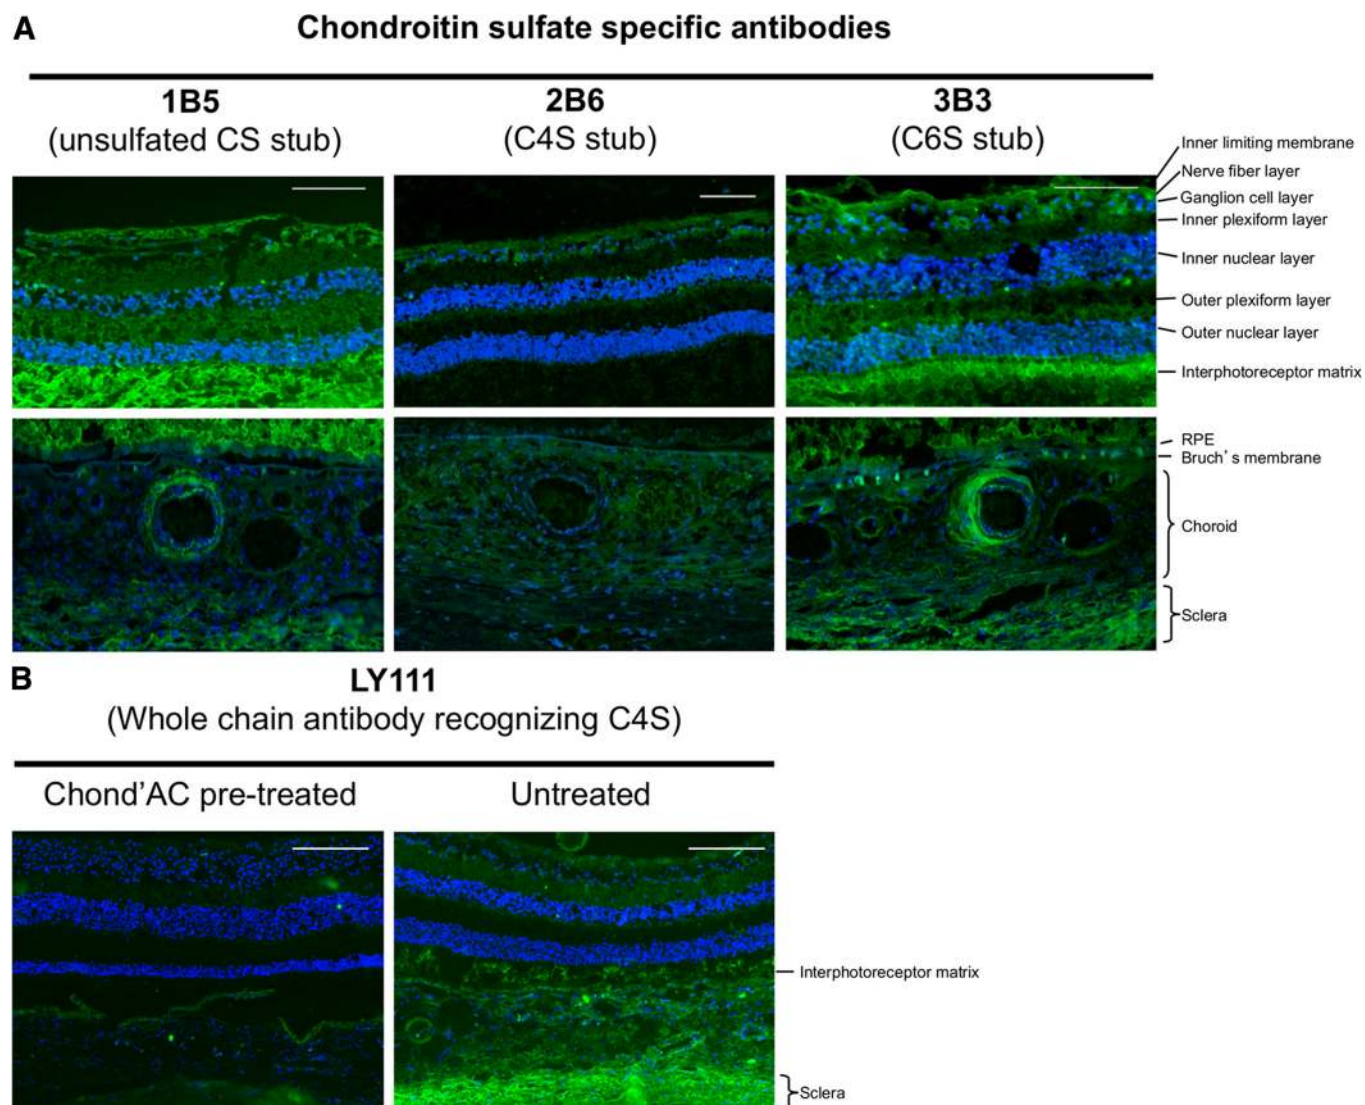 A
Chondroitin sulfate specific antibodies
1B5
(unsulfated CS stub)
2B6
(C4S stub)
3B3
(C6S stub)
Inner limiting membrane
Nerve fiber layer
Ganglion cell layer
Inner plexiform layer
Inner nuclear layer
Outer plexiform layer
Outer nuclear layer
Interphotoreceptor matrix
RPE
Bruch's membrane
Choroid
Sclera
B
LY111
(Whole chain antibody recognizing C4S)
Chond'AC pre-treated
Untreated
Interphotoreceptor matrix
Sclera